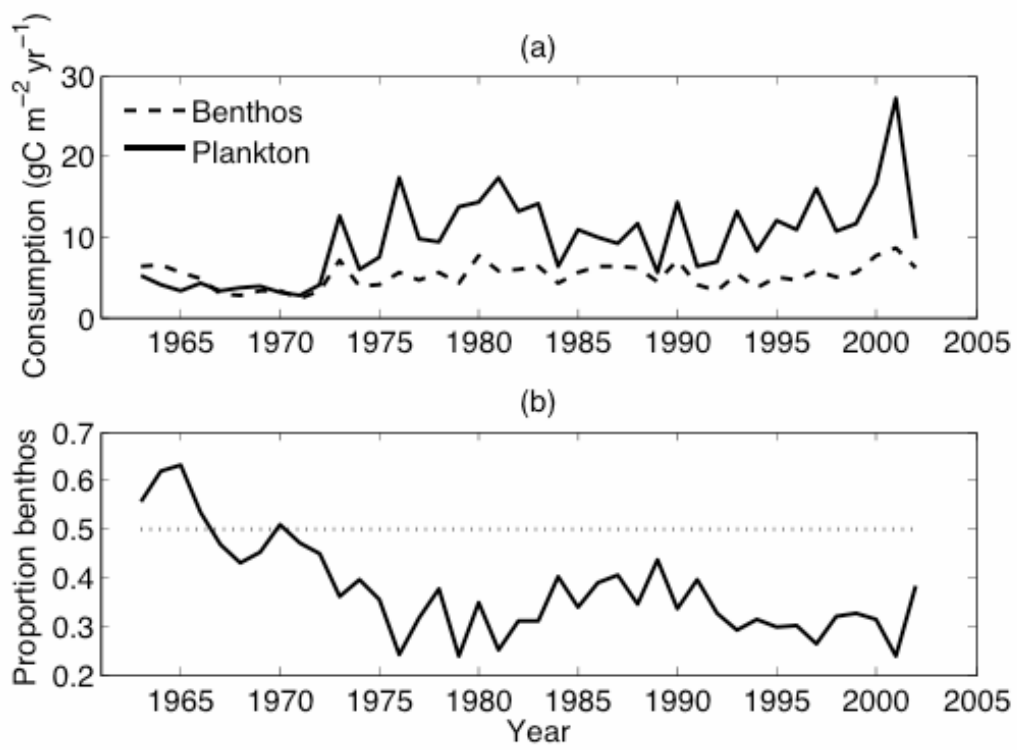 (a)
Consumption (gC m⁻² yr⁻¹)
30
20
10
0
Benthos
Plankton
1965 1970 1975 1980 1985 1990 1995 2000 2005
(b)
Proportion benthos
0.7
0.6
0.5
0.4
0.3
0.2
1965 1970 1975 1980 1985 1990 1995 2000 2005
Year